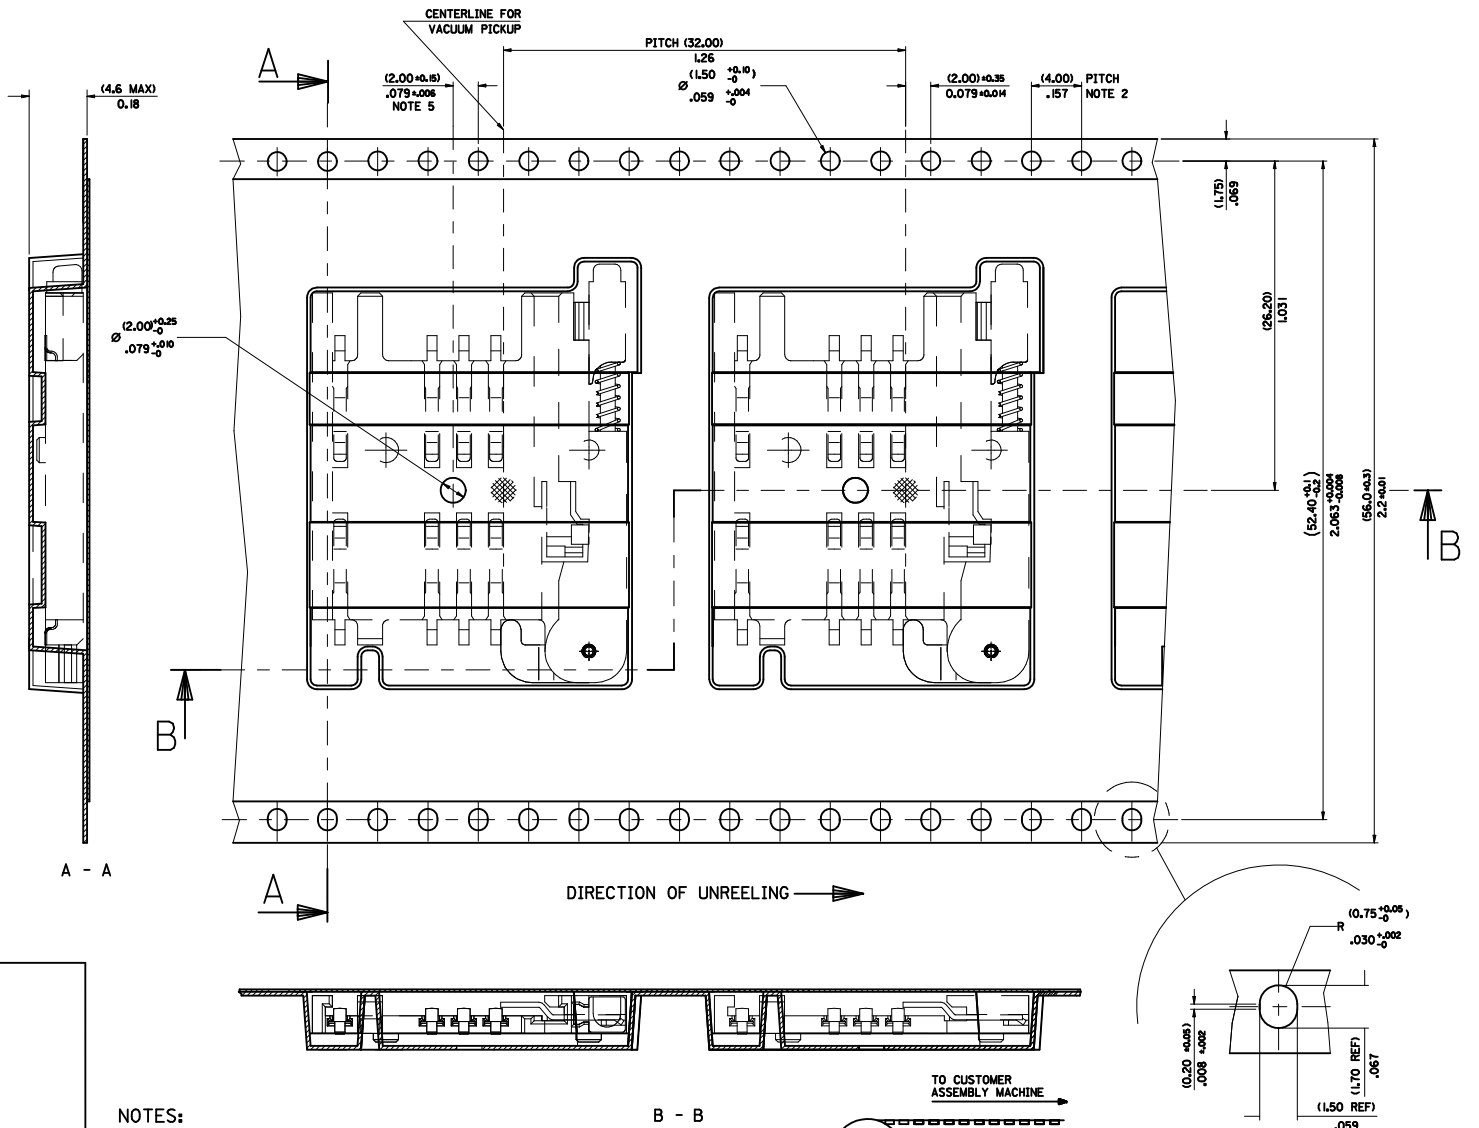 CENTERLINE FOR
VACUUM PICKUP
A
PITCH (32.00)
1.26
(4.6 MAX)
0.18
(2.00±0.15)
.079±.006
NOTE 5
Ø (1.50 +0.10 -0)
.059 +.004 -0
(2.00)±0.35
0.079±0.014
(4.00) PITCH
.157 NOTE 2
(1.75)
.069
(26.20)
1.031
Ø (2.00)+0.25 -0
.079+.010 -0
(52.40+0.1 -0.2)
2.063+0.004 -0.008
(56.0±0.3)
2.2±0.01
B
B
A - A
A
DIRECTION OF UNREELING
R (0.75+0.05 -0)
.030+.002 -0
(0.20 ±0.05)
.008 ±.002
(1.70 REF)
.067
(1.50 REF)
.059
TO CUSTOMER
ASSEMBLY MACHINE
NOTES:
B - B